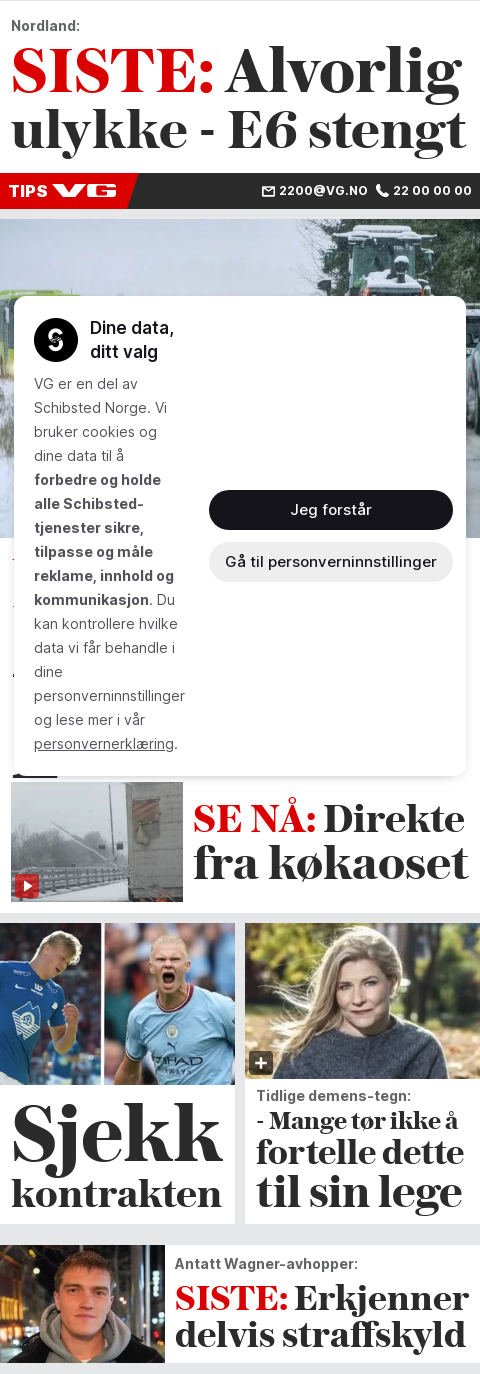 Nordland:
SISTE: Alvorlig
ulykke - E6 stengt
TIPS VG
2200@VG.NO 22 00 00 00
Dine data,
ditt valg
VG er en del av
Schibsted Norge. Vi
bruker cookies og
dine data til å
forbedre og holde
alle Schibsted-
tjenester sikre,
tilpasse og måle
reklame, innhold og
kommunikasjon. Du
kan kontrollere hvilke
data vi får behandle i
dine
personverninnstillinger
og lese mer i vår
personvernerklæring.
Jeg forstår
Gå til personverninnstillinger
SE NÅ: Direkte
fra køkaoset
Sjekk
kontrakten
Tidlige demens-tegn:
- Mange tør ikke å
fortelle dette
til sin lege
Antatt Wagner-avhopper:
SISTE: Erkjenner
delvis straffskyld